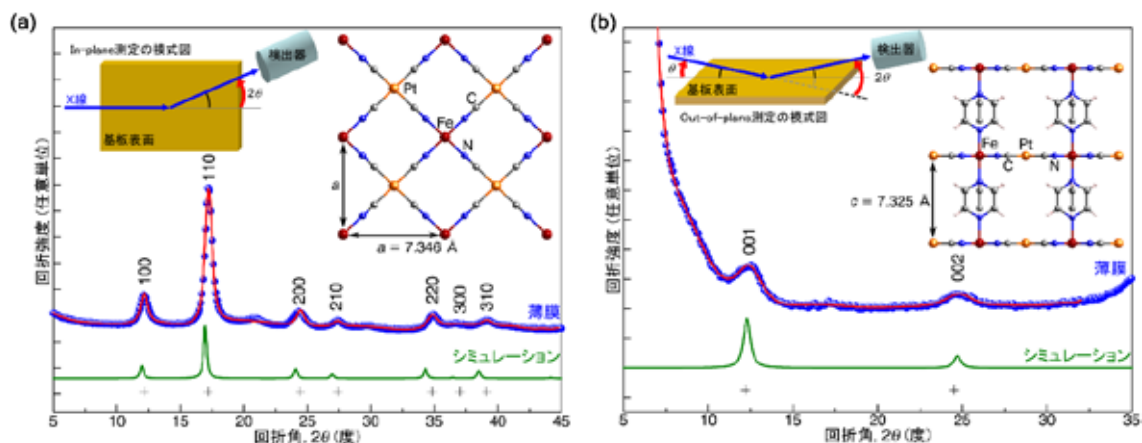 (a)
In-plane測定の模式図
検出器
X線
2θ
基板表面
Pt
C
Fe
N
a
a = 7.346 Å
110
100
200
210
220
300
310
薄膜
シミュレーション
回折強度 (任意単位)
5
10
15
20
25
30
35
40
45
回折角, 2θ (度)
(b)
X線
θ
検出器
2θ
基板表面
Out-of-plane測定の模式図
Fe
Pt
C
N
c = 7.325 Å
001
002
薄膜
シミュレーション
回折強度 (任意単位)
5
10
15
20
25
30
35
回折角, 2θ (度)